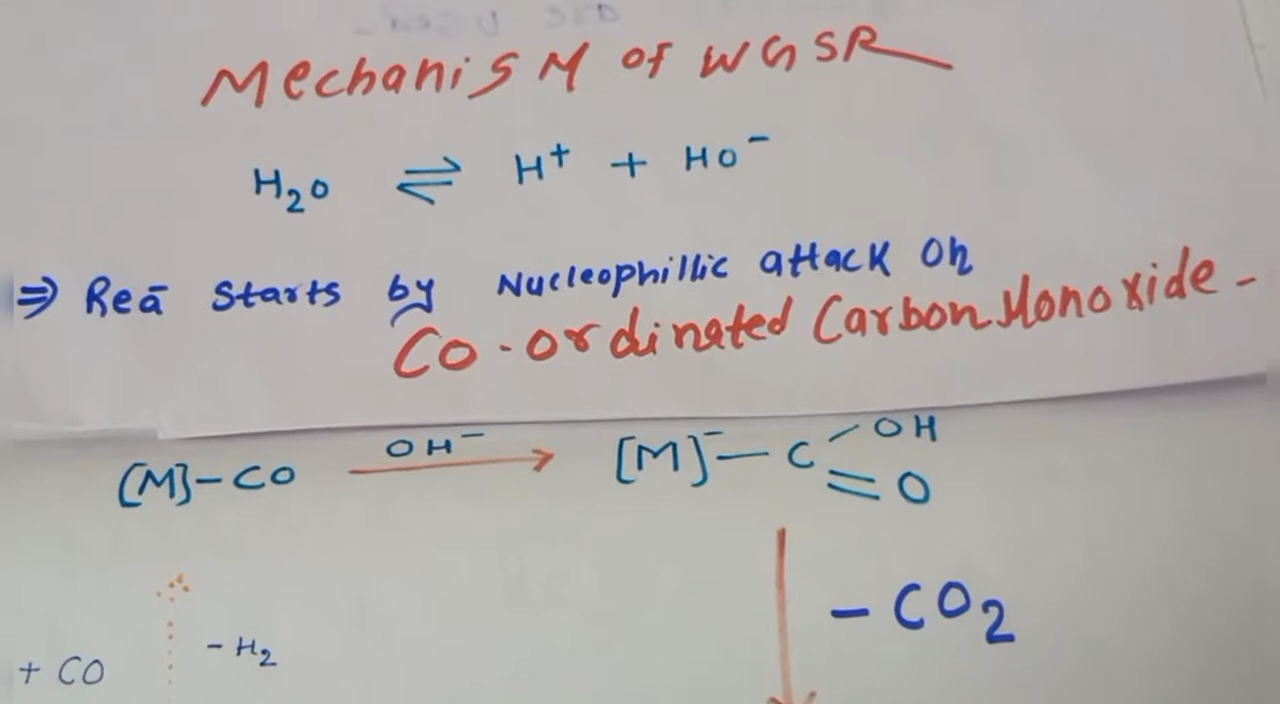 MechanisM of WGSR
H₂O ⇌ H⁺ + HO⁻
⇒ Reā starts by Nucleophillic attack on
Co-ordinated Carbon Monoxide -
[M]-CO OH⁻ → [M]⁻-C
OH
=O
- CO₂
- H₂
+ CO